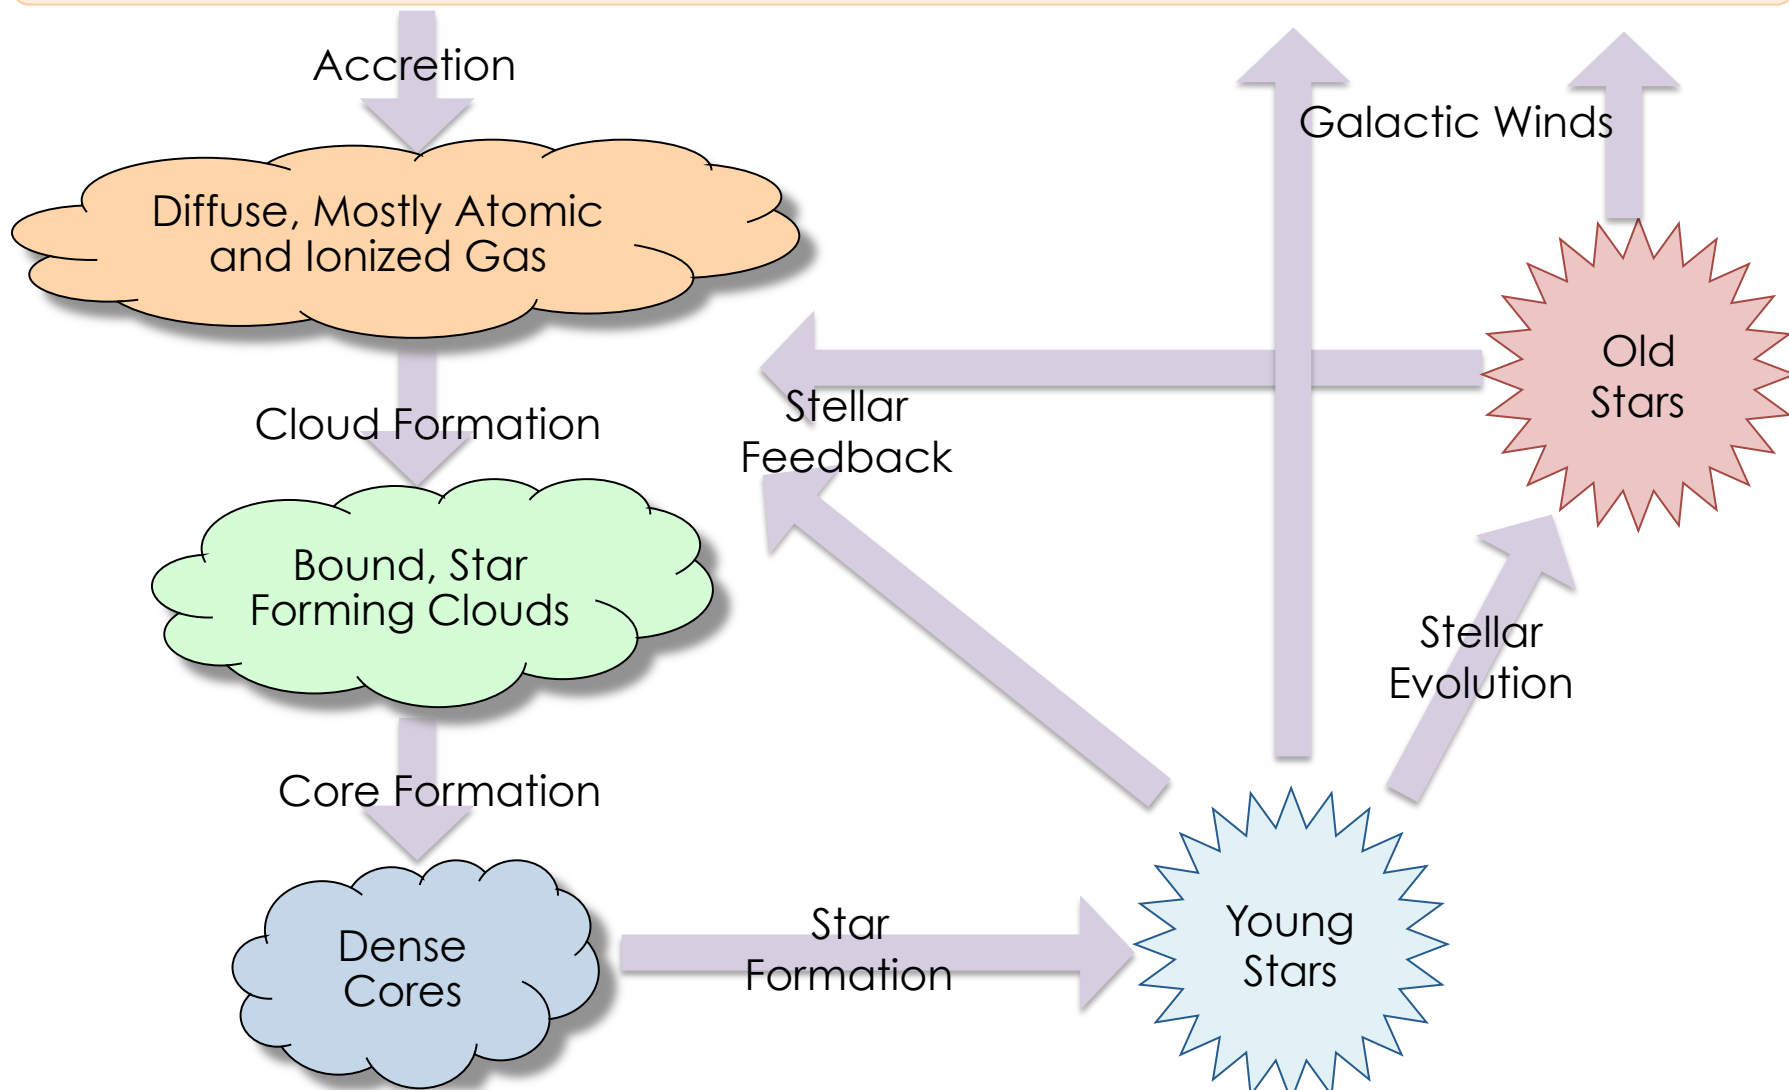 Accretion
Galactic Winds
Diffuse, Mostly Atomic
and Ionized Gas
Old
Stars
Cloud Formation
Stellar
Feedback
Bound, Star
Forming Clouds
Stellar
Evolution
Core Formation
Dense
Cores
Star
Formation
Young
Stars